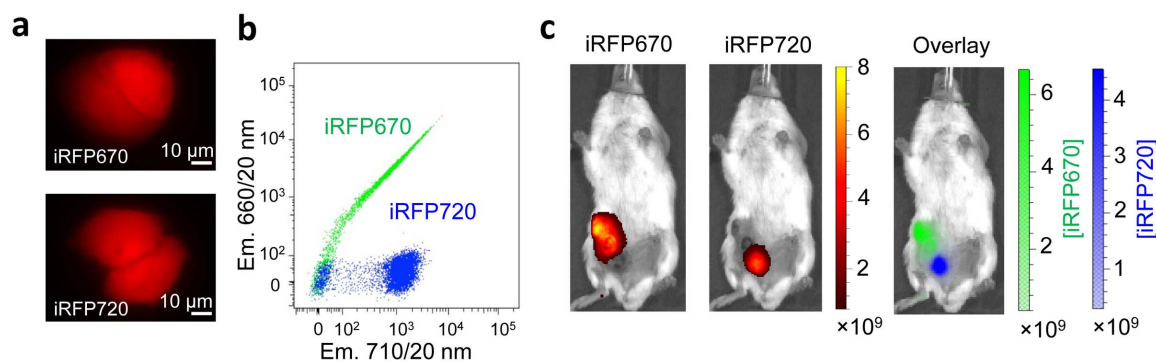 a
iRFP670
10 µm
iRFP720
10 µm
b
Em. 660/20 nm
10⁵
10⁴
10³
10²
0
iRFP670
iRFP720
0 10² 10³ 10⁴ 10⁵
Em. 710/20 nm
c
iRFP670 iRFP720 Overlay
8
6
4
2
×10⁹
6
4
2
×10⁹
[iRFP670]
4
3
2
1
×10⁹
[iRFP720]